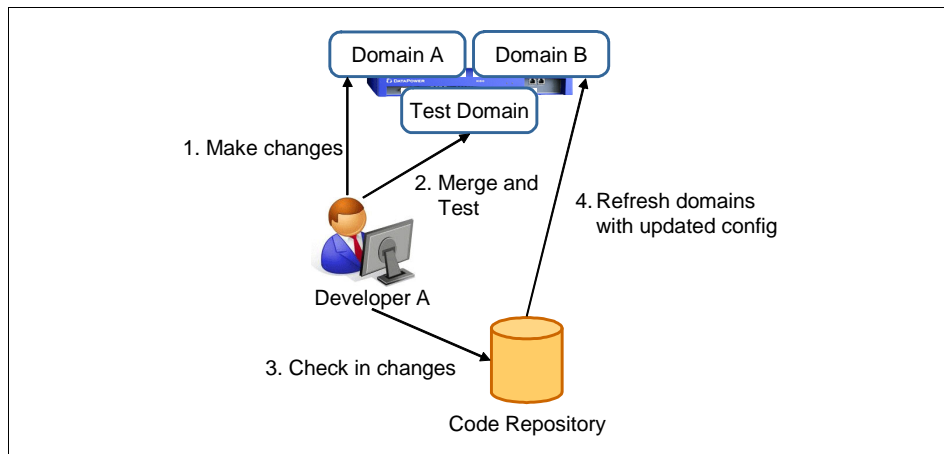 Domain A
Domain B
DATAPOWER
Test Domain
1. Make changes
2. Merge and
Test
4. Refresh domains
with updated config
Developer A
3. Check in changes
Code Repository